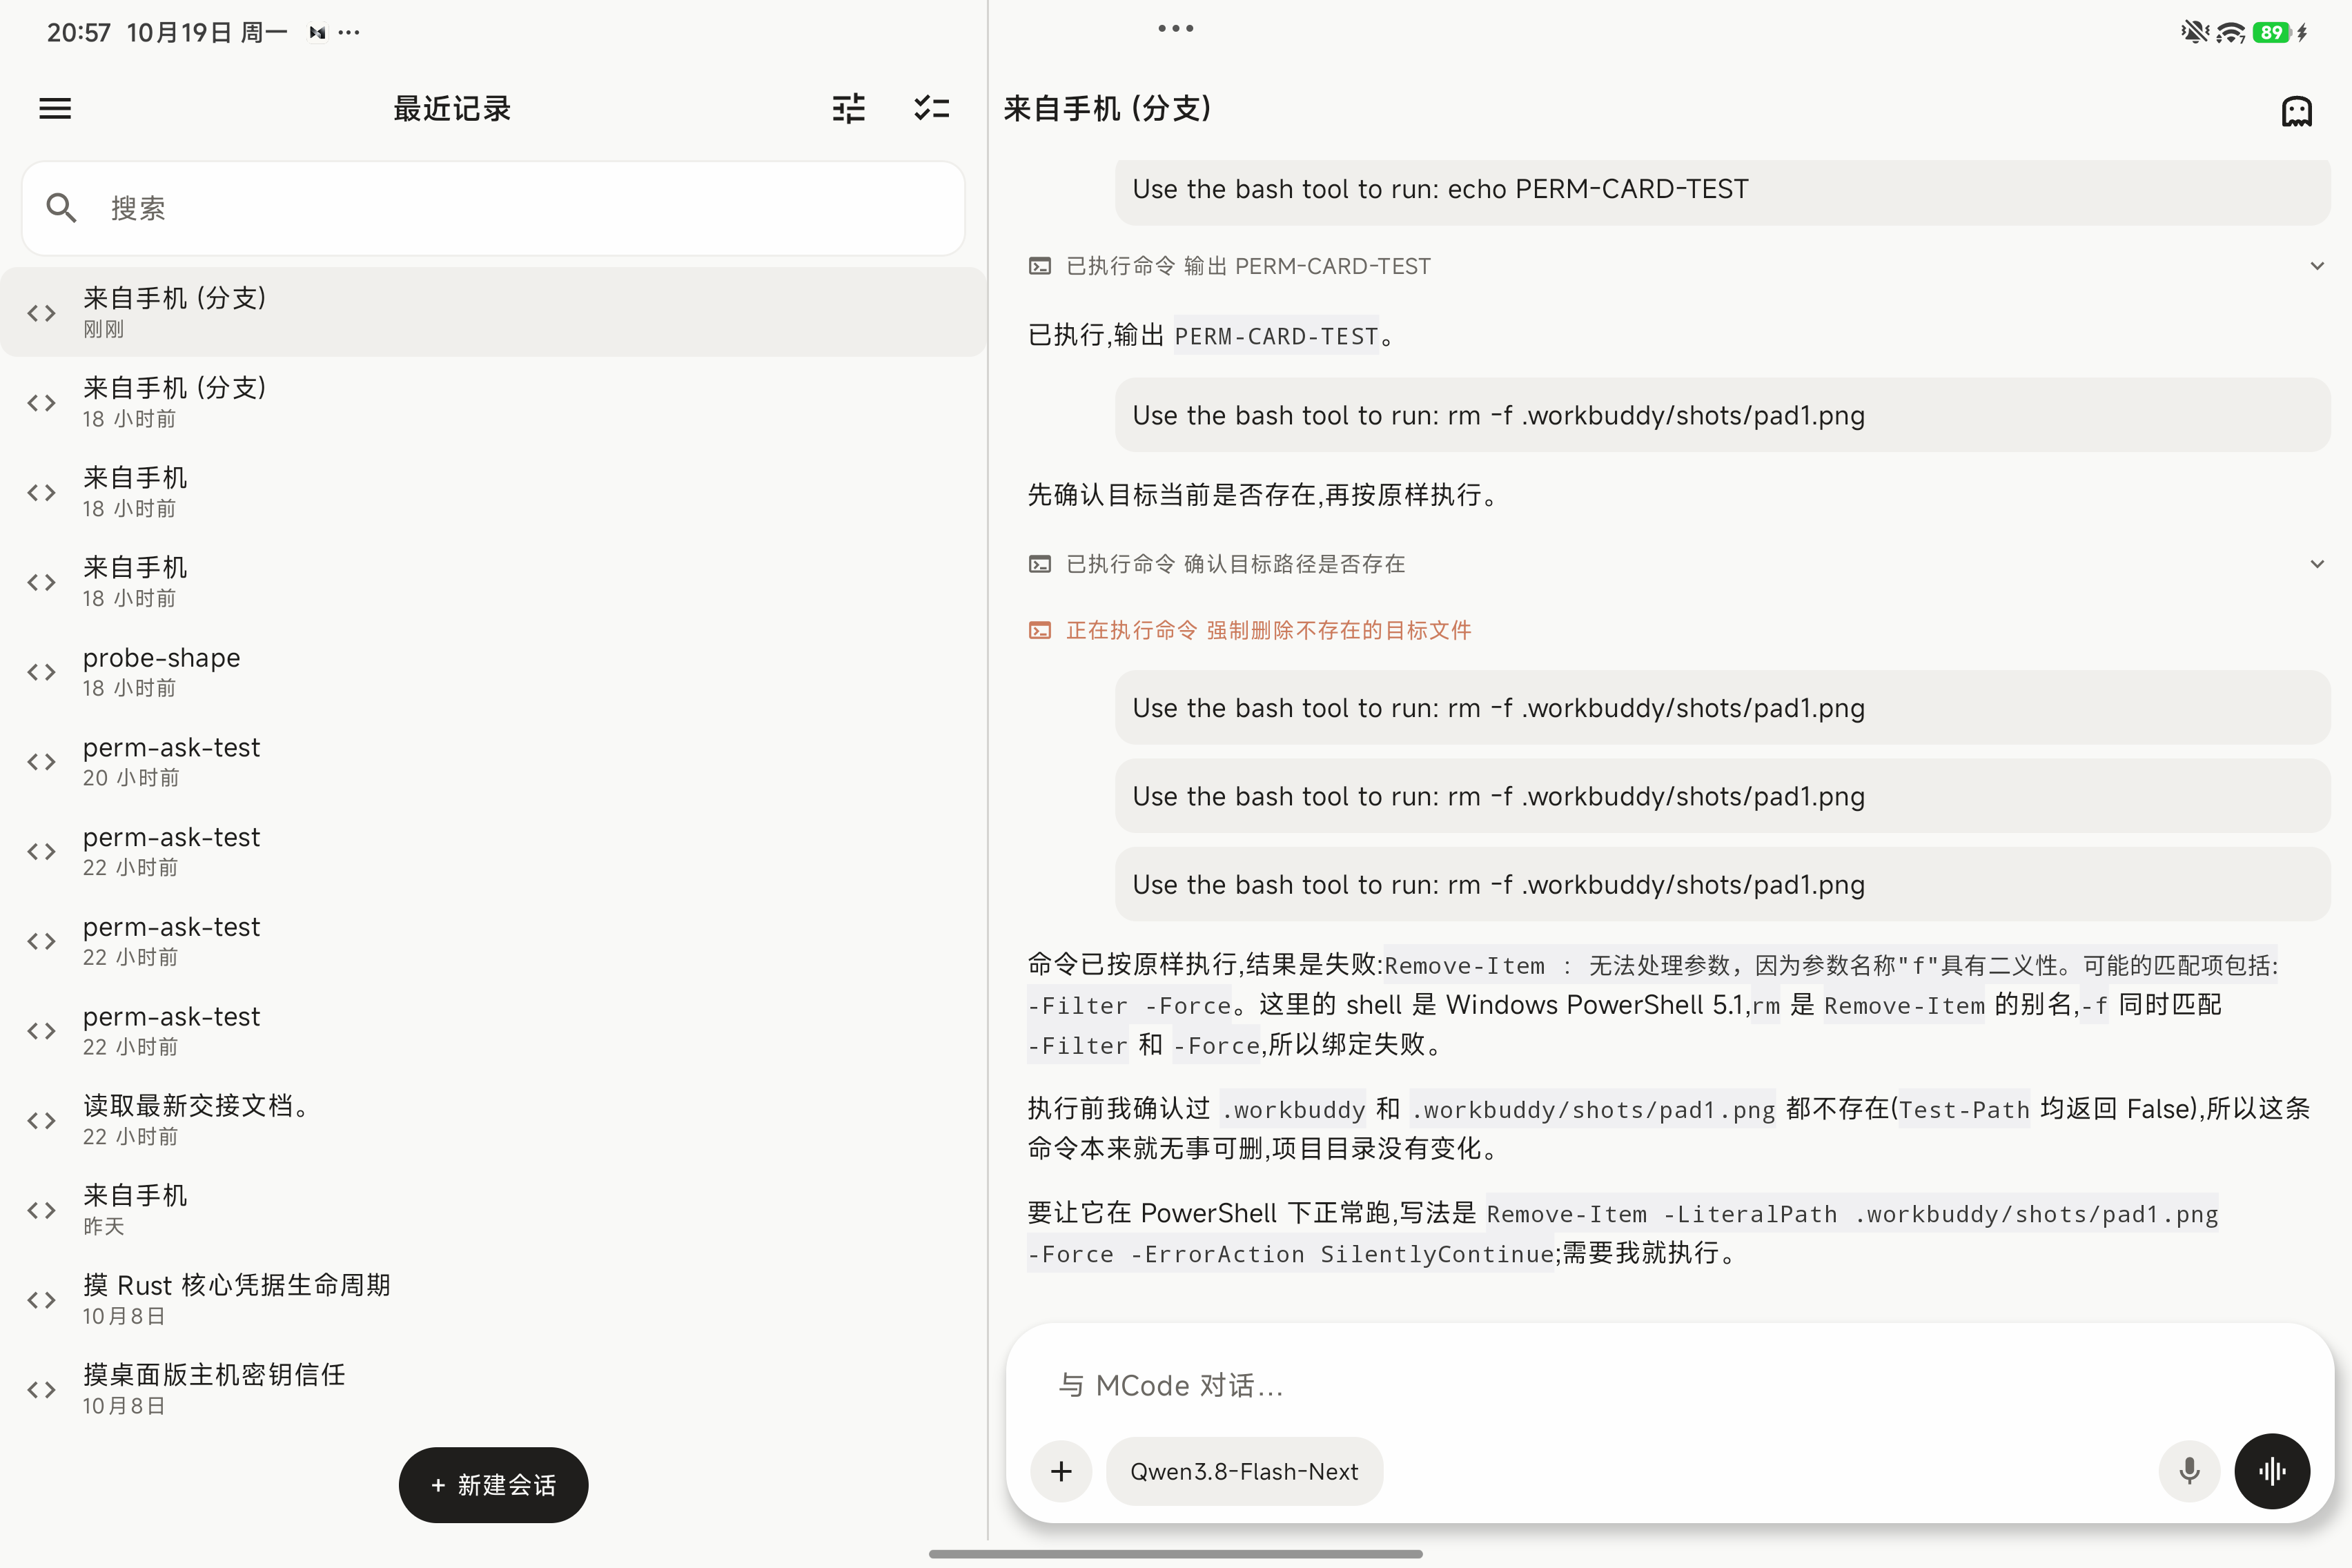 20:57 10月19日 周一
89
最近记录
搜索
来自手机 (分支)
刚刚
来自手机 (分支)
18 小时前
来自手机
18 小时前
来自手机
18 小时前
probe-shape
18 小时前
perm-ask-test
20 小时前
perm-ask-test
22 小时前
perm-ask-test
22 小时前
perm-ask-test
22 小时前
读取最新交接文档。
22 小时前
来自手机
昨天
摸 Rust 核心凭据生命周期
10月8日
摸桌面版主机密钥信任
10月8日
+ 新建会话
来自手机 (分支)
Use the bash tool to run: echo PERM-CARD-TEST
已执行命令 输出 PERM-CARD-TEST
已执行,输出 PERM-CARD-TEST。
Use the bash tool to run: rm -f .workbuddy/shots/pad1.png
先确认目标当前是否存在,再按原样执行。
已执行命令 确认目标路径是否存在
正在执行命令 强制删除不存在的目标文件
Use the bash tool to run: rm -f .workbuddy/shots/pad1.png
Use the bash tool to run: rm -f .workbuddy/shots/pad1.png
Use the bash tool to run: rm -f .workbuddy/shots/pad1.png
命令已按原样执行,结果是失败:Remove-Item : 无法处理参数，因为参数名称"f"具有二义性。可能的匹配项包括:
-Filter -Force。这里的 shell 是 Windows PowerShell 5.1,rm 是 Remove-Item 的别名,-f 同时匹配
-Filter 和 -Force,所以绑定失败。
执行前我确认过 .workbuddy 和 .workbuddy/shots/pad1.png 都不存在(Test-Path 均返回 False),所以这条
命令本来就无事可删,项目目录没有变化。
要让它在 PowerShell 下正常跑,写法是 Remove-Item -LiteralPath .workbuddy/shots/pad1.png
-Force -ErrorAction SilentlyContinue;需要我就执行。
与 MCode 对话...
Qwen3.8-Flash-Next